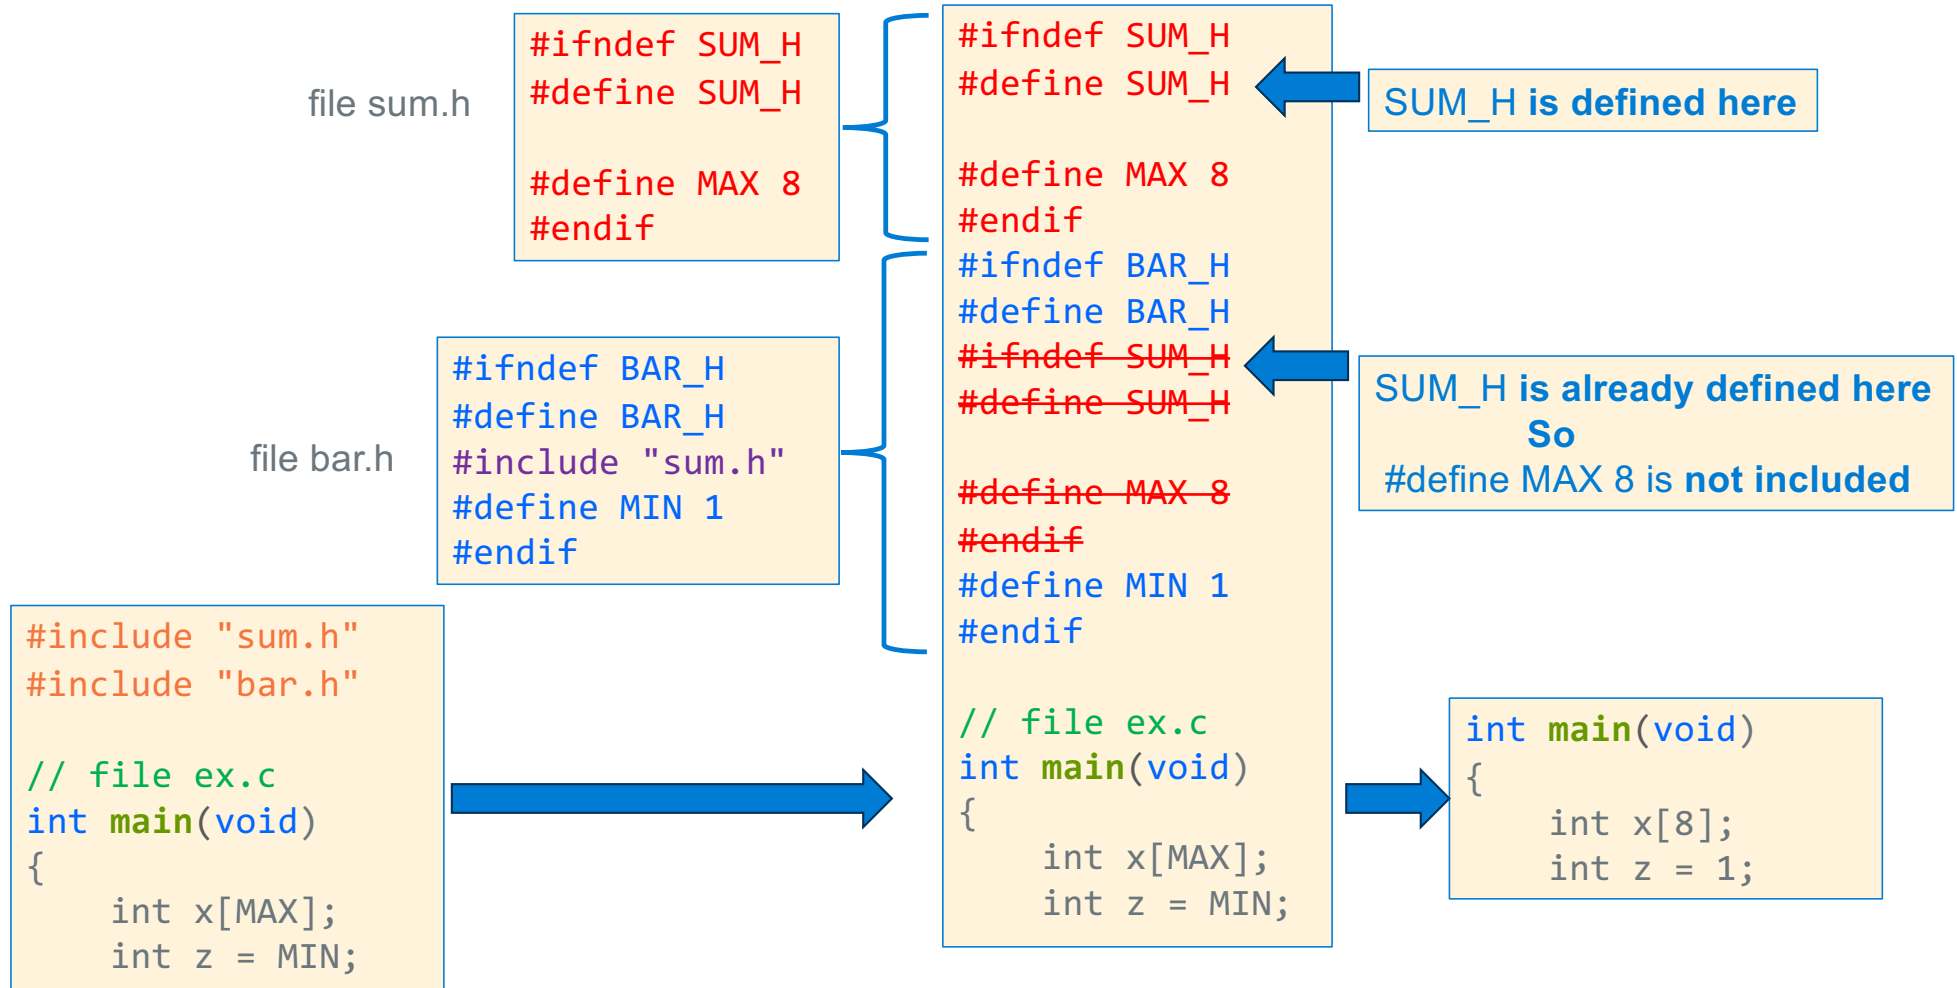 file sum.h
#ifndef SUM_H
#define SUM_H
#define MAX 8
#endif
file bar.h
#ifndef BAR_H
#define BAR_H
#include "sum.h"
#define MIN 1
#endif
#include "sum.h"
#include "bar.h"
// file ex.c
int main(void)
{
    int x[MAX];
    int z = MIN;
#ifndef SUM_H
#define SUM_H
#define MAX 8
#endif
#ifndef BAR_H
#define BAR_H
#ifndef SUM_H
#define SUM_H
#define MAX 8
#endif
#define MIN 1
#endif
// file ex.c
int main(void)
{
    int x[MAX];
    int z = MIN;
SUM_H is defined here
SUM_H is already defined here
So
#define MAX 8 is not included
int main(void)
{
    int x[8];
    int z = 1;